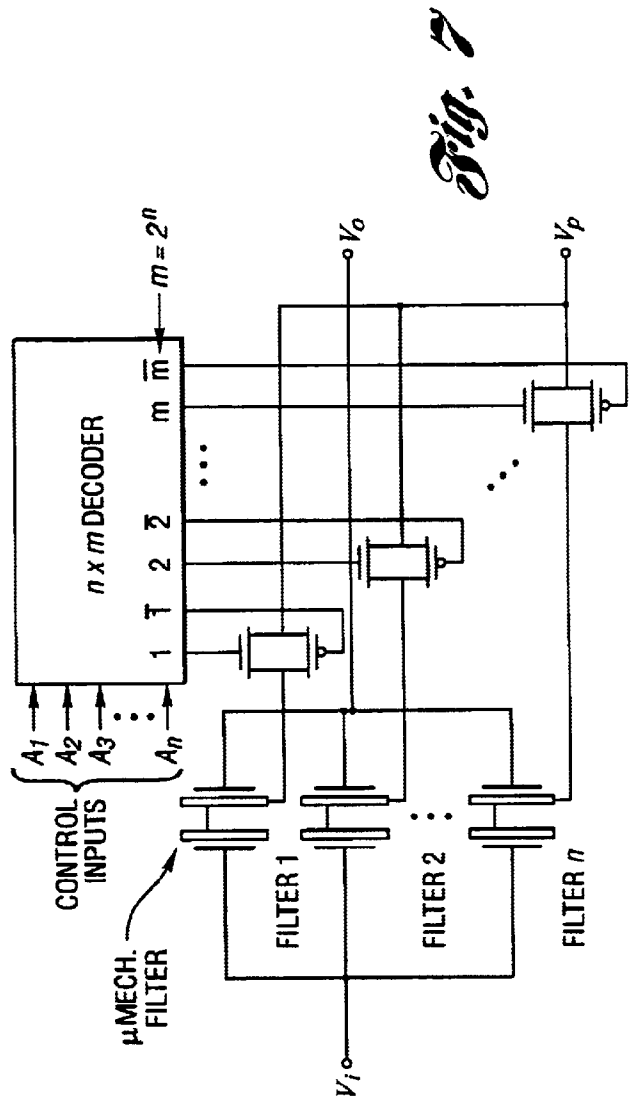 CONTROL
INPUTS
A1
A2
A3
An
n x m DECODER
m = 2ⁿ
1 1̅ 2 2̅ m m̅
μMECH.
FILTER
FILTER 1
FILTER 2
FILTER n
Vi
Vo
Vp
Fig. 7